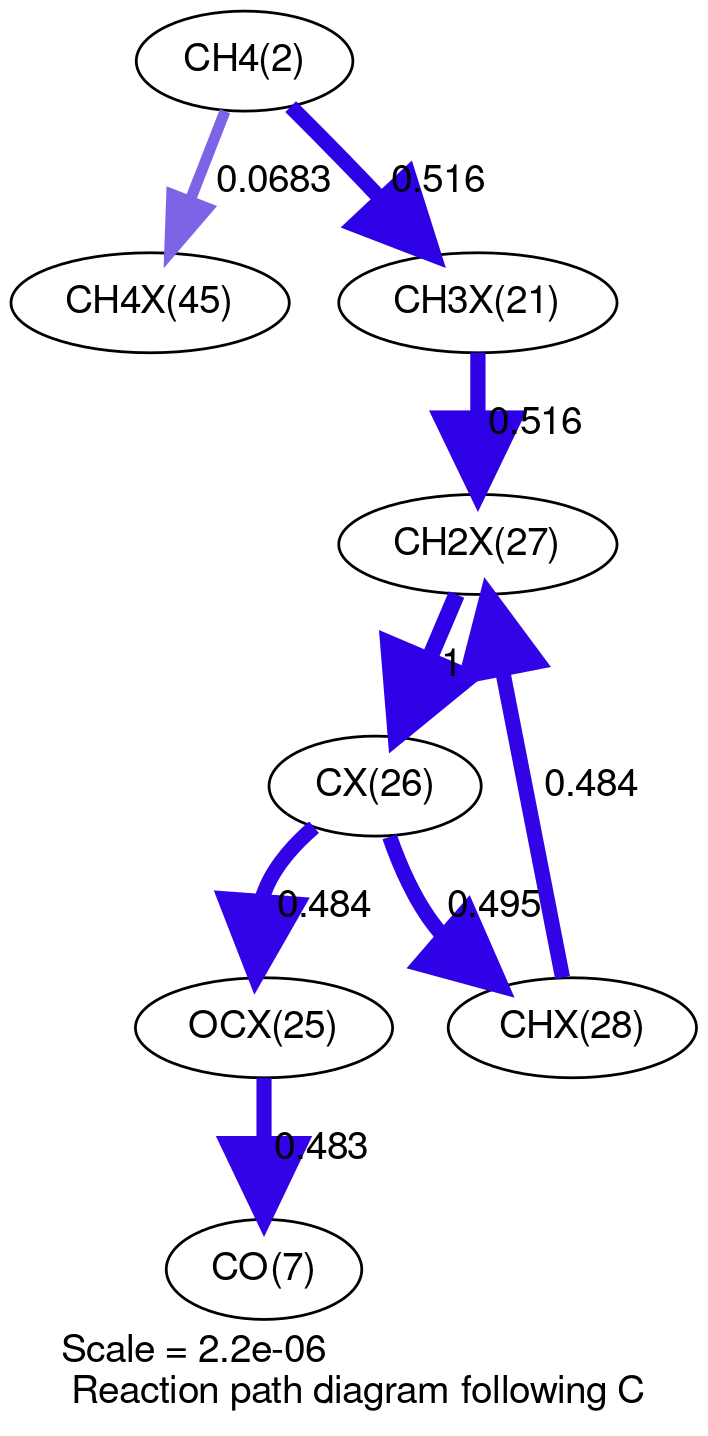 CH4(2)
0.0683
0.516
CH4X(45)
CH3X(21)
0.516
CH2X(27)
1
CX(26)
0.484
0.484
0.495
OCX(25)
CHX(28)
0.483
CO(7)
Scale = 2.2e-06
Reaction path diagram following C